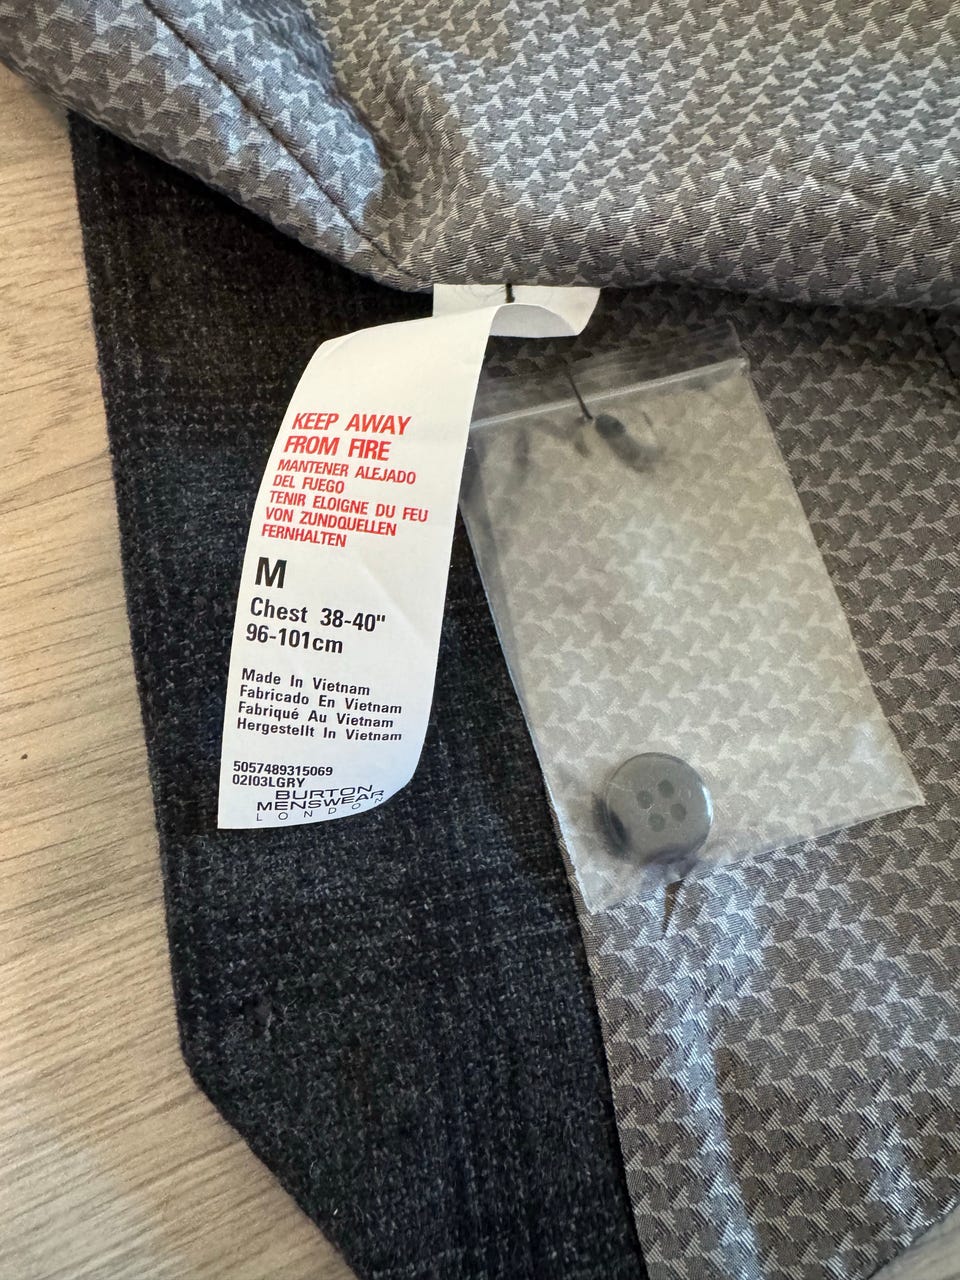 KEEP AWAY
FROM FIRE
MANTENER ALEJADO
DEL FUEGO
TENIR ELOIGNE DU FEU
VON ZUNDQUELLEN
FERNHALTEN
M
Chest 38-40"
96-101cm
Made In Vietnam
Fabricado En Vietnam
Fabriqué Au Vietnam
Hergestellt In Vietnam
5057489315069
02I03LGRY
BURTON
MENSWEAR
LONDON